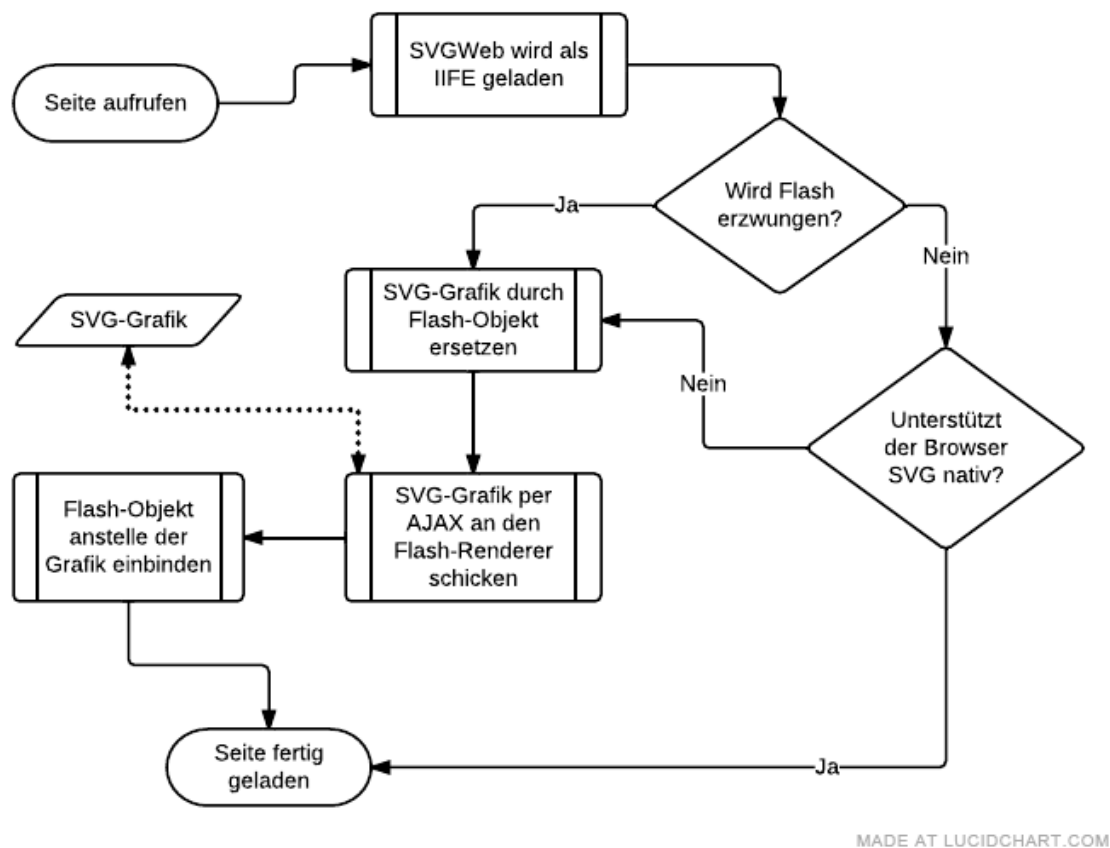 SVGWeb wird als
IIFE geladen
Seite aufrufen
Wird Flash
erzwungen?
Ja
Nein
SVG-Grafik durch
Flash-Objekt
ersetzen
SVG-Grafik
Nein
Unterstützt
der Browser
SVG nativ?
Flash-Objekt
anstelle der
Grafik einbinden
SVG-Grafik per
AJAX an den
Flash-Renderer
schicken
Seite fertig
geladen
Ja
MADE AT LUCIDCHART.COM